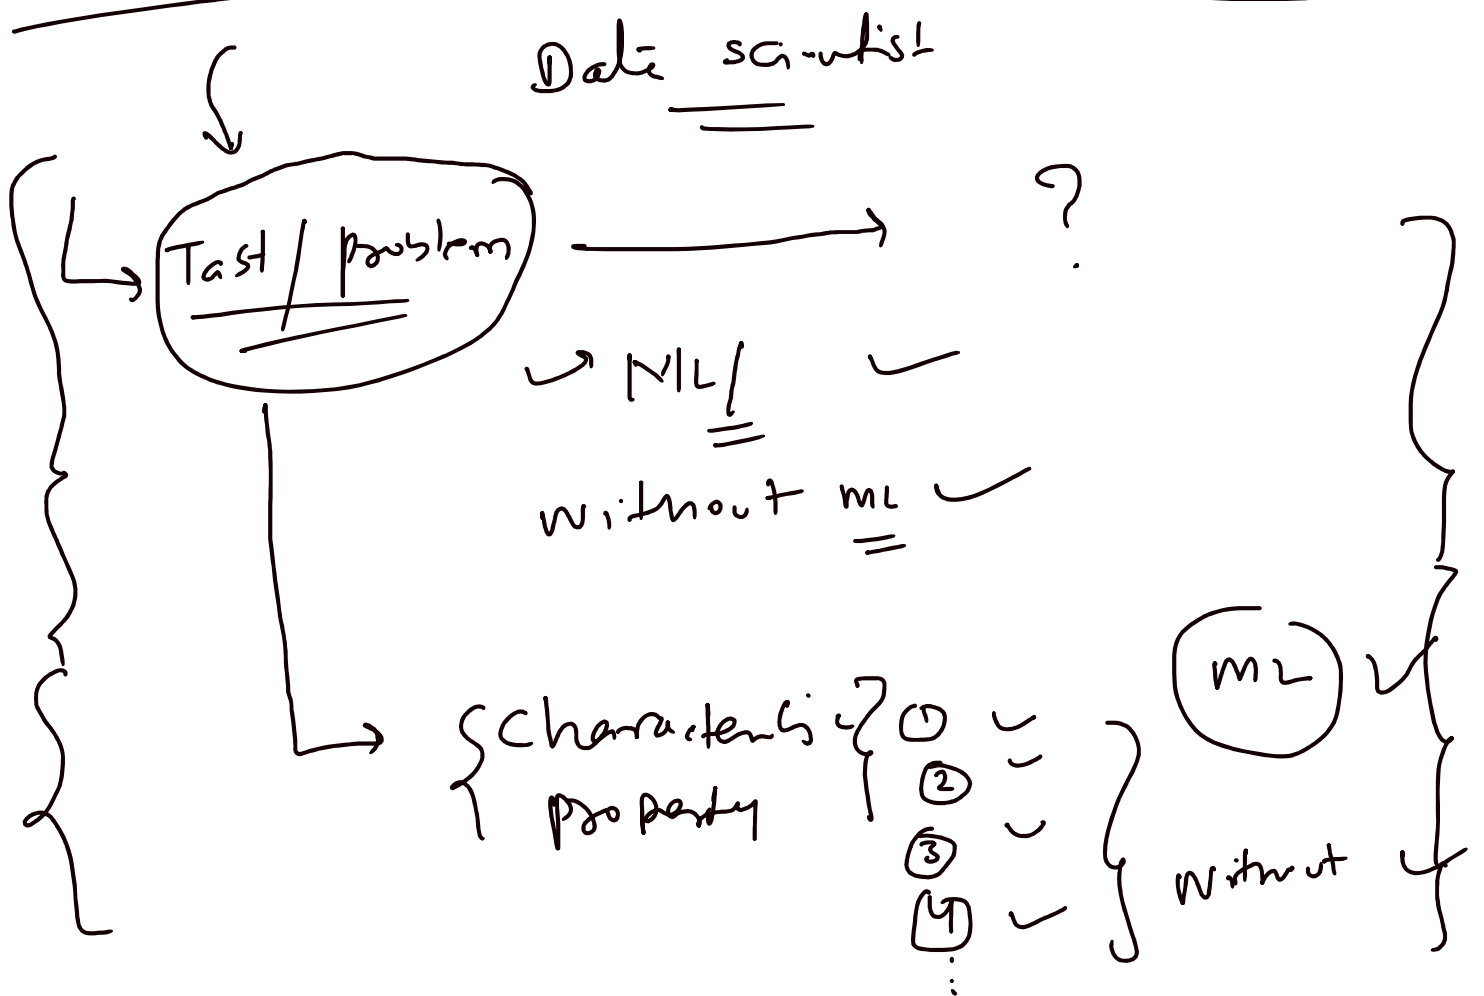 Data scientist
Task / problem
?
ML /
without ML
ML
characteristic
property
1
2
3
4
without